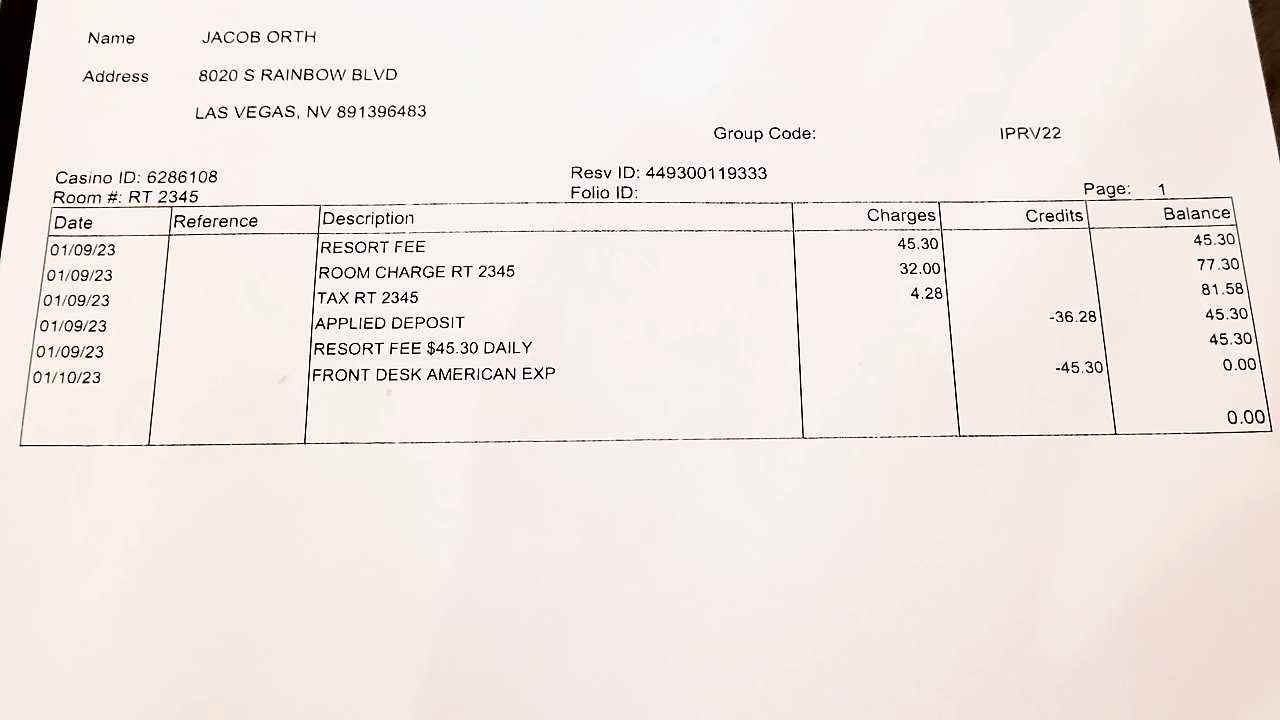 Name JACOB ORTH
Address 8020 S RAINBOW BLVD
LAS VEGAS, NV 891396483
Group Code: IPRV22
Casino ID: 6286108 Resv ID: 449300119333
Room #: RT 2345 Folio ID: Page: 1
Date Reference Description Charges Credits Balance
01/09/23 RESORT FEE 45.30 45.30
01/09/23 ROOM CHARGE RT 2345 32.00 77.30
01/09/23 TAX RT 2345 4.28 81.58
01/09/23 APPLIED DEPOSIT -36.28 45.30
01/09/23 RESORT FEE $45.30 DAILY 45.30
01/10/23 FRONT DESK AMERICAN EXP -45.30 0.00
0.00